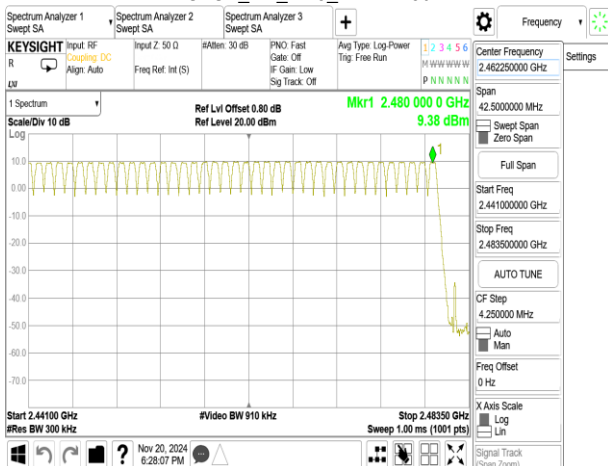 Spectrum Analyzer 1
Swept SA
Spectrum Analyzer 2
Swept SA
Spectrum Analyzer 3
Swept SA
+
Frequency
KEYSIGHT
R
Input: RF
Coupling: DC
Align: Auto
Input Z: 50 Ω
Freq Ref: Int (S)
#Atten: 30 dB
PNO: Fast
Gate: Off
IF Gain: Low
Sig Track: Off
Avg Type: Log-Power
Trig: Free Run
1 2 3 4 5 6
M W W W W W
P N N N N N
Center Frequency
2.462250000 GHz
Settings
Span
42.5000000 MHz
Swept Span
Zero Span
Full Span
Start Freq
2.441000000 GHz
Stop Freq
2.483500000 GHz
AUTO TUNE
CF Step
4.250000 MHz
Auto
Man
Freq Offset
0 Hz
X Axis Scale
Log
Lin
Signal Track
(Span Zoom)
1 Spectrum
Scale/Div 10 dB
Log
Ref Lvl Offset 0.80 dB
Ref Level 20.00 dBm
Mkr1 2.480 000 0 GHz
9.38 dBm
1
10.0
0.00
-10.0
-20.0
-30.0
-40.0
-50.0
-60.0
-70.0
Start 2.44100 GHz
#Res BW 300 kHz
#Video BW 910 kHz
Stop 2.48350 GHz
Sweep 1.00 ms (1001 pts)
?
Nov 20, 2024
6:28:07 PM